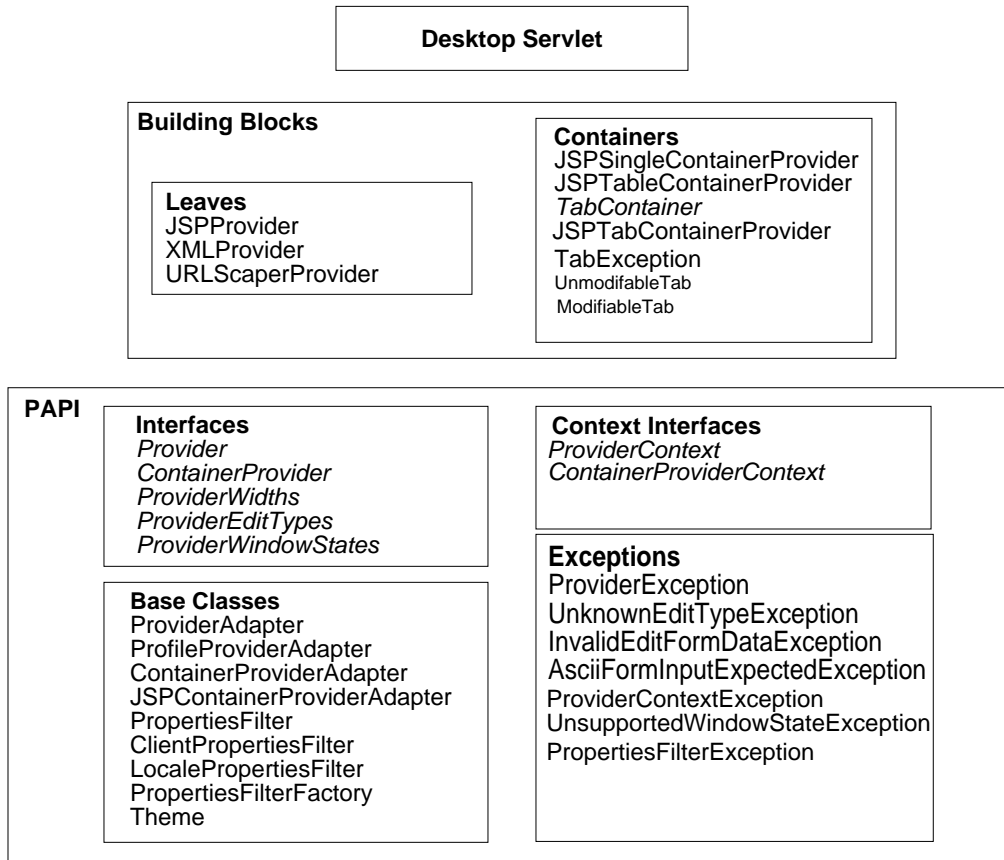 Desktop Servlet
Building Blocks
Leaves
JSPProvider
XMLProvider
URLScaperProvider
Containers
JSPSingleContainerProvider
JSPTableContainerProvider
TabContainer
JSPTabContainerProvider
TabException
UnmodifableTab
ModifiableTab
PAPI
Interfaces
Provider
ContainerProvider
ProviderWidths
ProviderEditTypes
ProviderWindowStates
Context Interfaces
ProviderContext
ContainerProviderContext
Base Classes
ProviderAdapter
ProfileProviderAdapter
ContainerProviderAdapter
JSPContainerProviderAdapter
PropertiesFilter
ClientPropertiesFilter
LocalePropertiesFilter
PropertiesFilterFactory
Theme
Exceptions
ProviderException
UnknownEditTypeException
InvalidEditFormDataException
AsciiFormInputExpectedException
ProviderContextException
UnsupportedWindowStateException
PropertiesFilterException